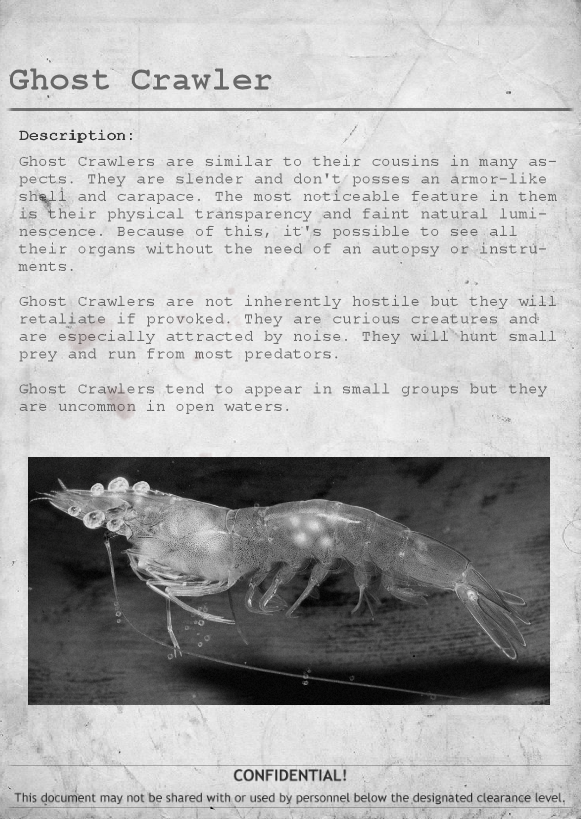 Ghost Crawler
Description:
Ghost Crawlers are similar to their cousins in many as-
pects. They are slender and don't posses an armor-like
shell and carapace. The most noticeable feature in them
is their physical transparency and faint natural lumi-
nescence. Because of this, it's possible to see all
their organs without the need of an autopsy or instru-
ments.
Ghost Crawlers are not inherently hostile but they will
retaliate if provoked. They are curious creatures and
are especially attracted by noise. They will hunt small
prey and run from most predators.
Ghost Crawlers tend to appear in small groups but they
are uncommon in open waters.
CONFIDENTIAL!
This document may not be shared with or used by personnel below the designated clearance level.